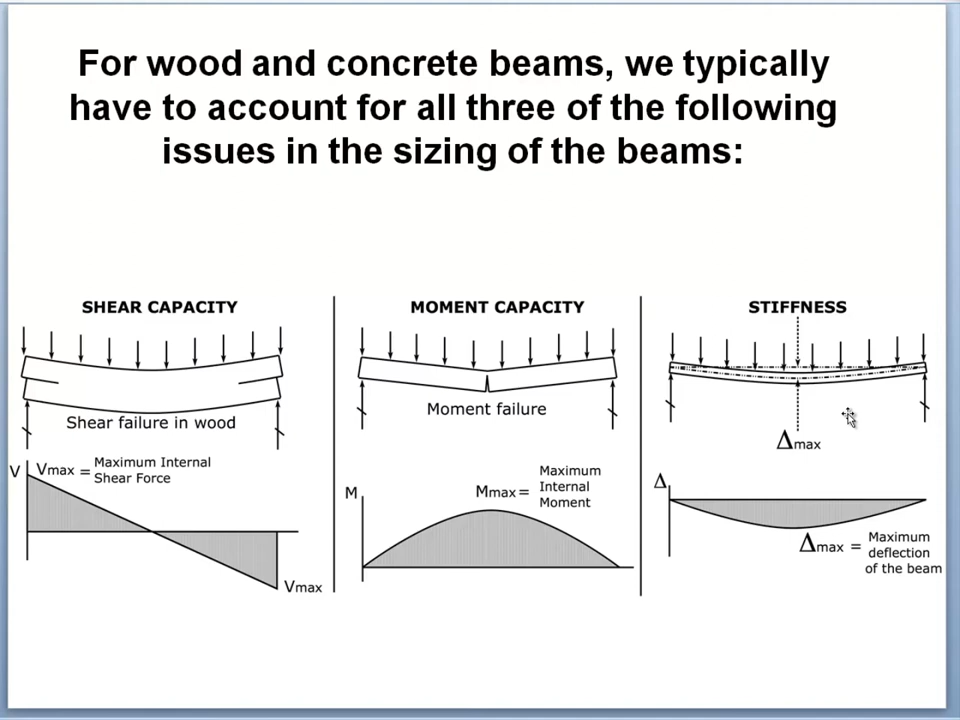 For wood and concrete beams, we typically
have to account for all three of the following
issues in the sizing of the beams:
SHEAR CAPACITY
Shear failure in wood
V
Vmax = Maximum Internal
Shear Force
Vmax
MOMENT CAPACITY
Moment failure
M
Mmax = Maximum
Internal
Moment
STIFFNESS
Δmax
Δ
Δmax = Maximum
deflection
of the beam